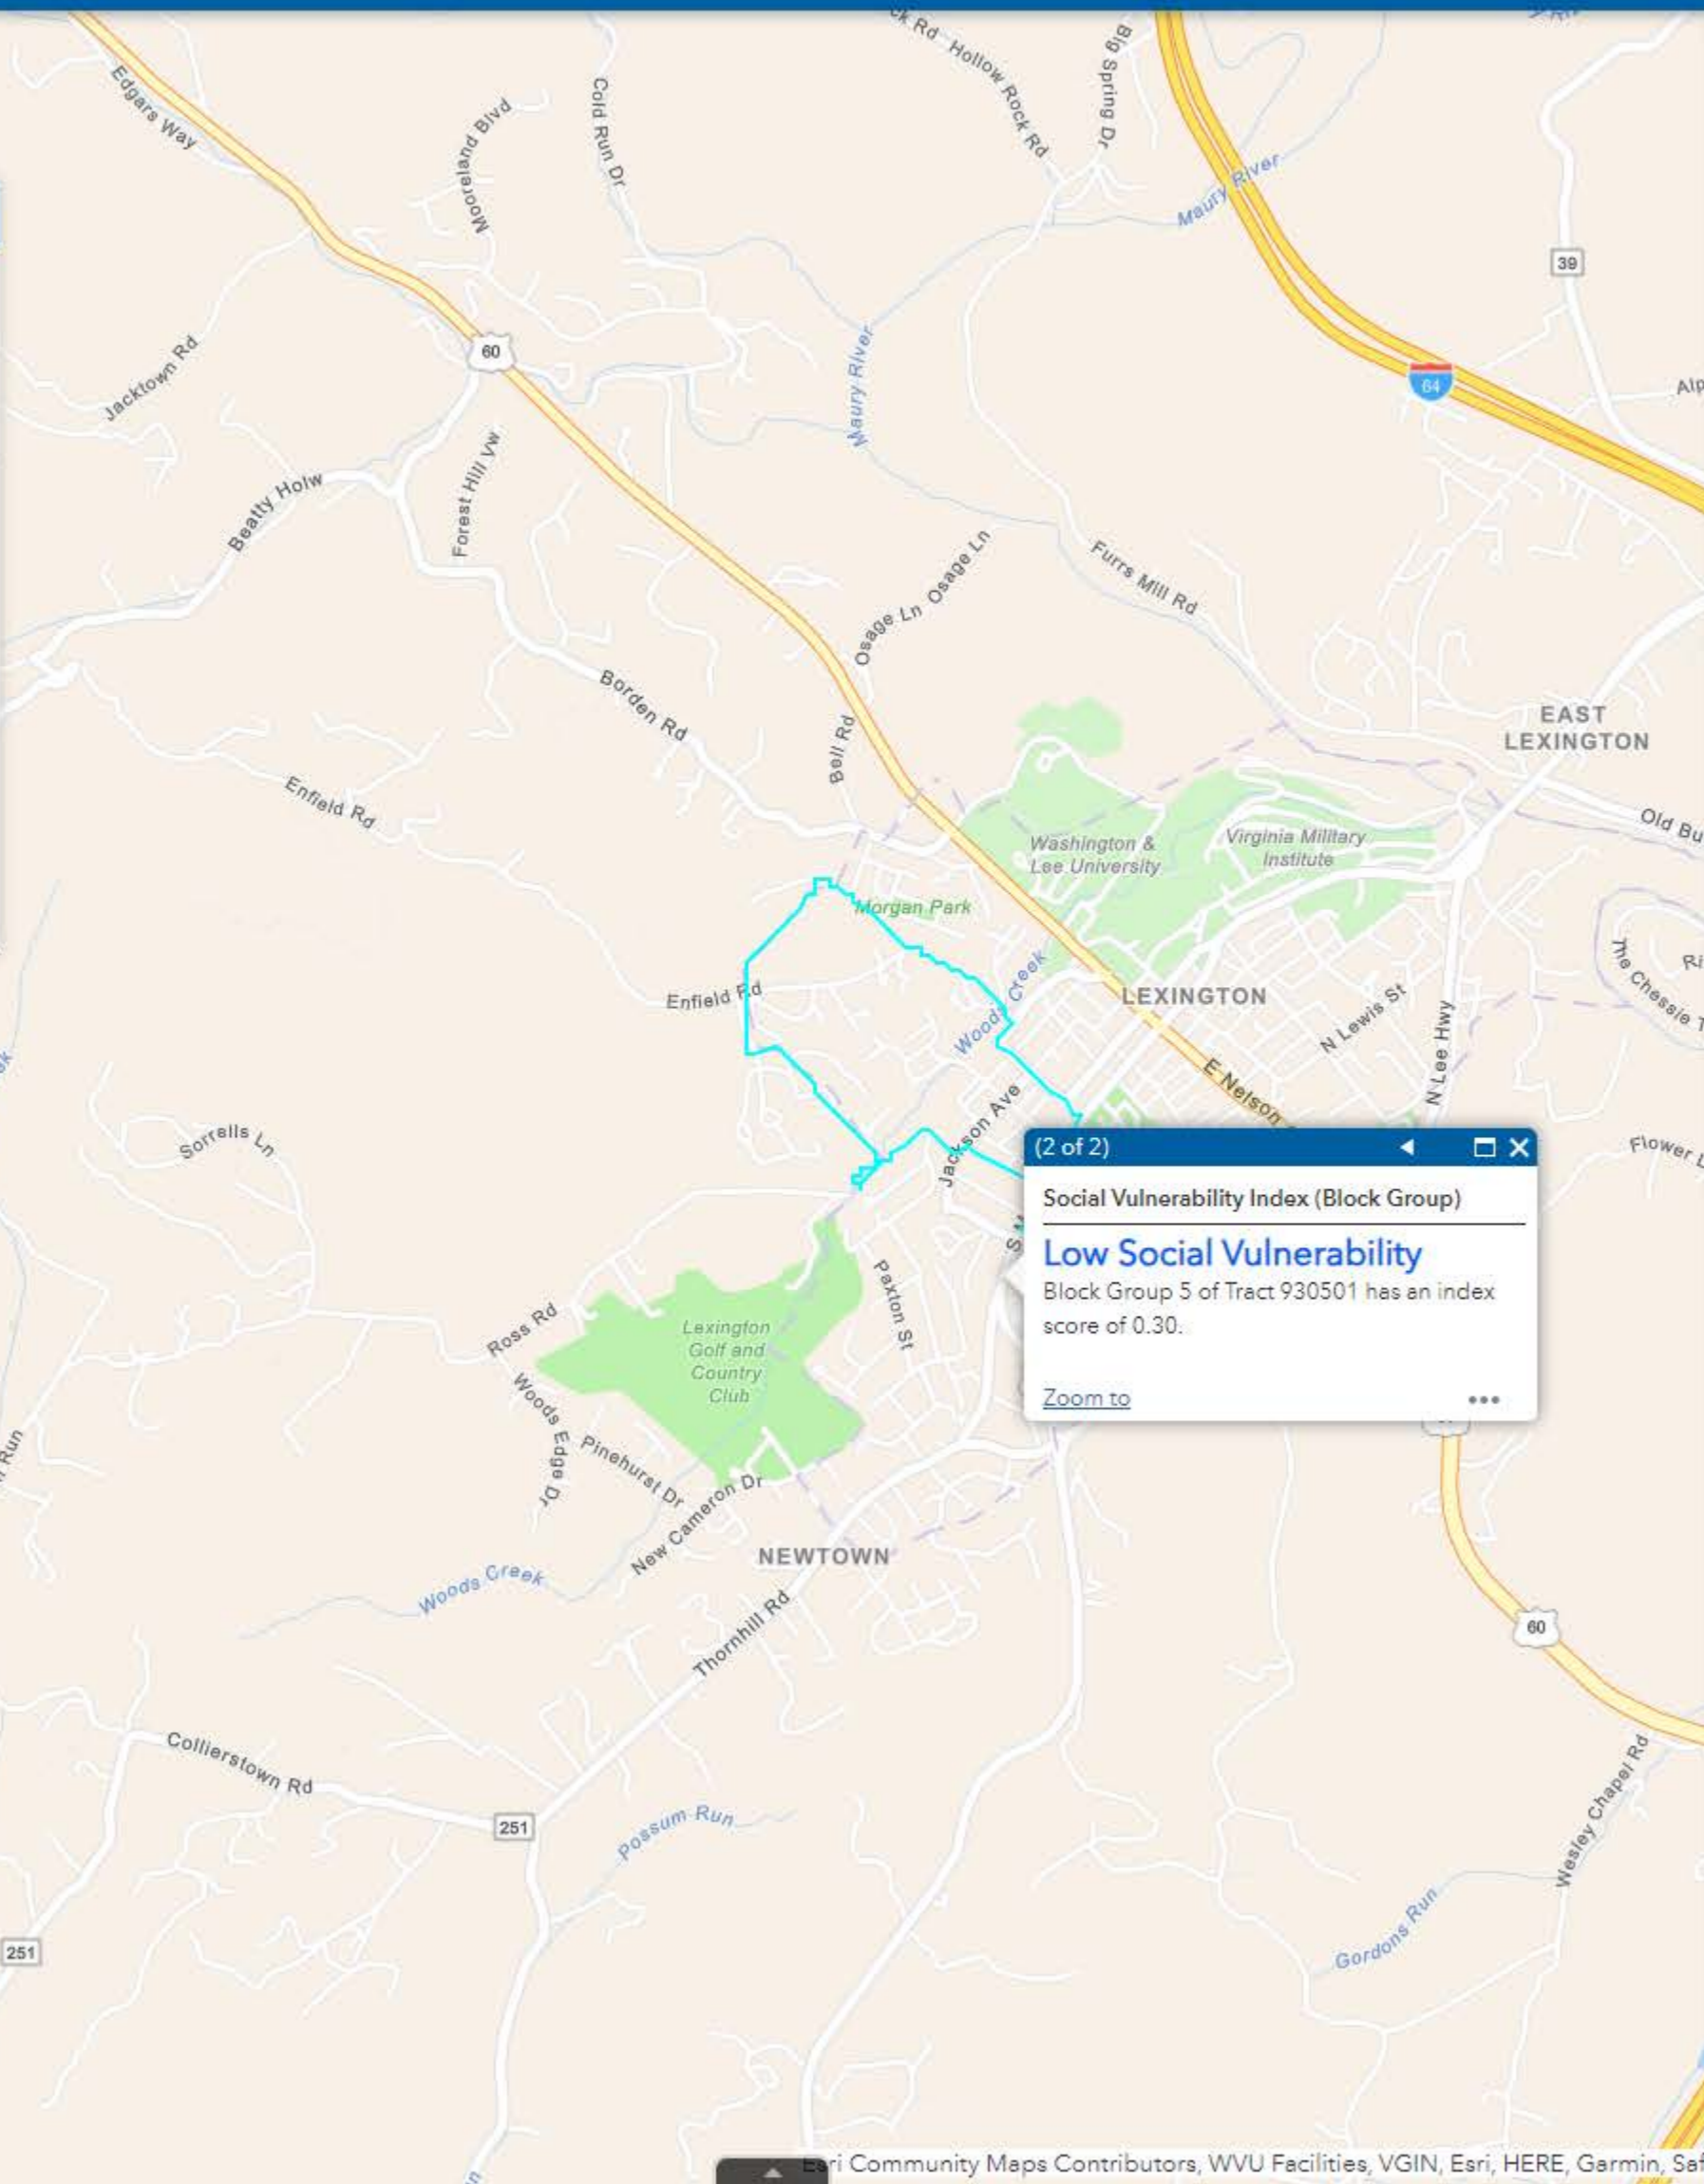 Rd
Hollow Rock Rd
Big Spring Dr
Edgars Way
Mooreland Blvd
Cold Run Dr
Maury River
39
Jacktown Rd
60
Maury River
64
Beatty Holw
Forest Hill Vw
Osage Ln
Osage Ln
Furrs Mill Rd
Borden Rd
Bell Rd
EAST
LEXINGTON
Enfield Rd
Old Bu
Washington &
Lee University
Virginia Military
Institute
Morgan Park
The Chessie
Ri
Enfield Rd
Woods Creek
LEXINGTON
N Lewis St
N Lee Hwy
E Nelson
Jackson Ave
Sorrells Ln
Flower L
(2 of 2)
Social Vulnerability Index (Block Group)
Low Social Vulnerability
Block Group 5 of Tract 930501 has an index
score of 0.30.
Zoom to
Paxton St
Ross Rd
Lexington
Golf and
Country
Club
Woods Edge Dr
Pinehurst Dr
New Cameron Dr
Run
NEWTOWN
Woods Creek
Thornhill Rd
60
Collierstown Rd
251
Possum Run
Wesley Chapel Rd
Gordons Run
251
Esri Community Maps Contributors, WVU Facilities, VGIN, Esri, HERE, Garmin, Sa